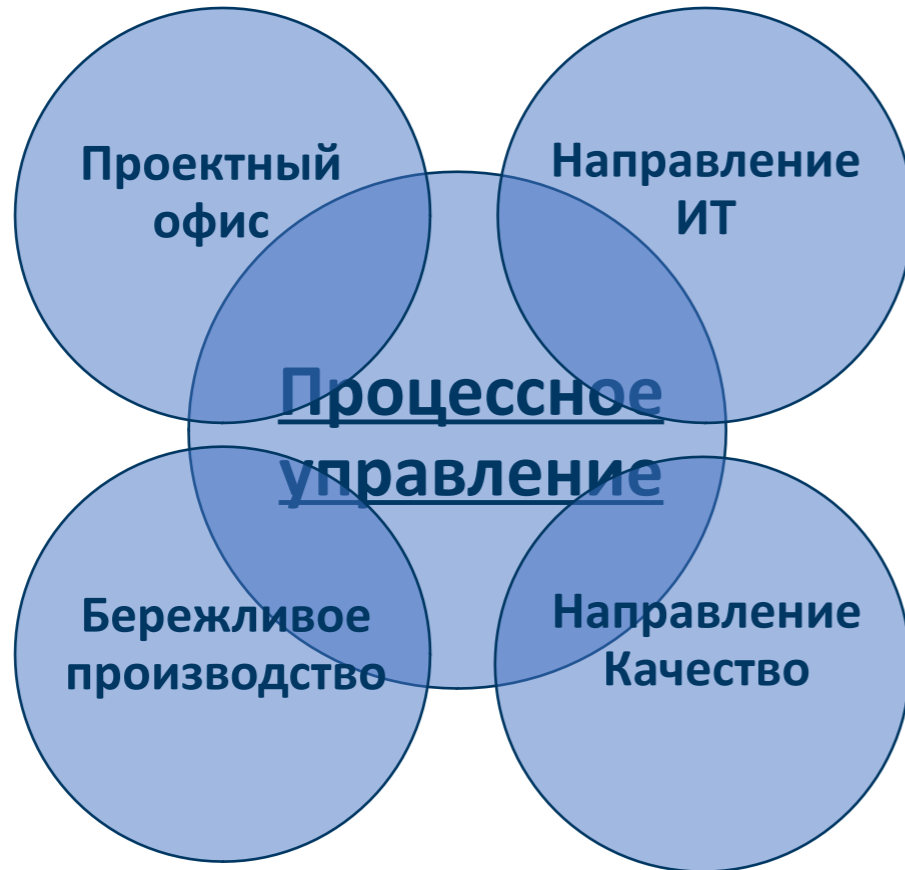 Проектный
офис
Направление
ИТ
Процессное
управление
Бережливое
производство
Направление
Качество